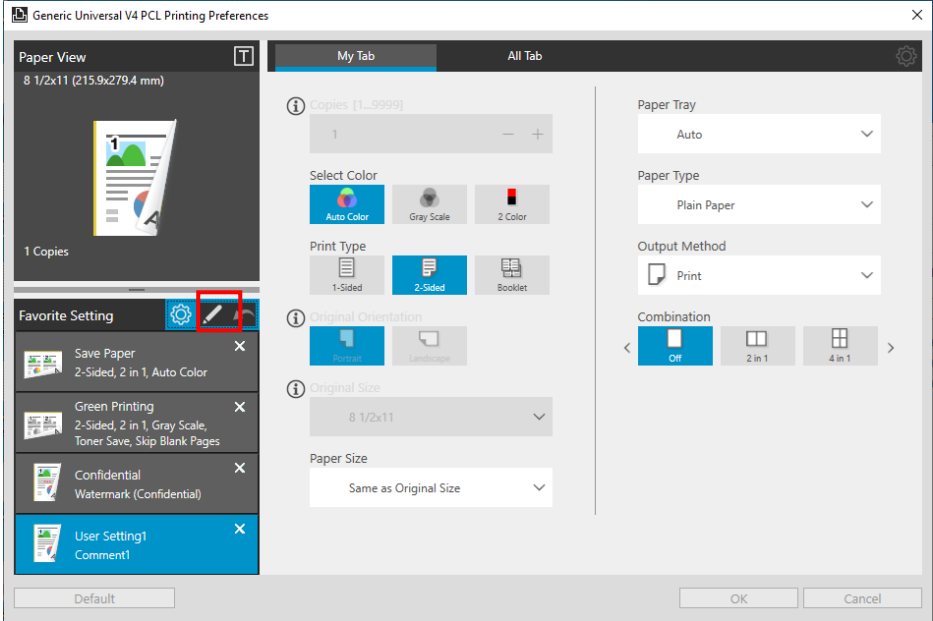 Generic Universal V4 PCL Printing Preferences
Paper View
T
8 1/2x11 (215.9x279.4 mm)
1
A
1 Copies
Favorite Setting
Save Paper
2-Sided, 2 in 1, Auto Color
Green Printing
2-Sided, 2 in 1, Gray Scale,
Toner Save, Skip Blank Pages
Confidential
Watermark (Confidential)
User Setting1
Comment1
Default
My Tab
All Tab
Copies [1...9999]
1
Select Color
Auto Color
Gray Scale
2 Color
Print Type
1-Sided
2-Sided
Booklet
Original Orientation
Portrait
Landscape
Original Size
8 1/2x11
Paper Size
Same as Original Size
Paper Tray
Auto
Paper Type
Plain Paper
Output Method
Print
Combination
Off
2 in 1
4 in 1
OK
Cancel